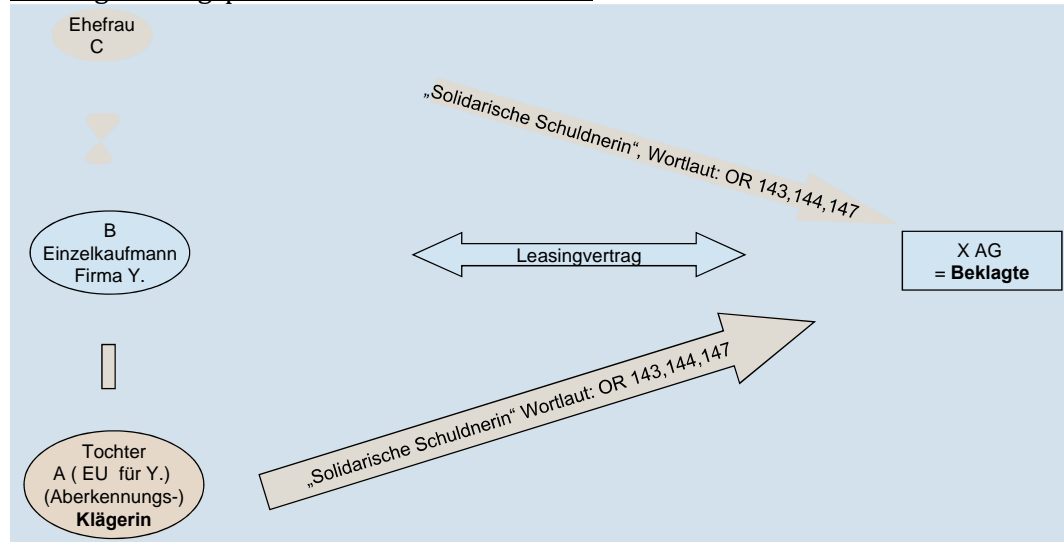 Ehefrau
C
„Solidarische Schuldnerin“, Wortlaut: OR 143,144,147
B
Einzelkaufmann
Firma Y.
Leasingvertrag
X AG
= Beklagte
„Solidarische Schuldnerin“ Wortlaut: OR 143,144,147
Tochter
A ( EU für Y.)
(Aberkennungs-)
Klägerin